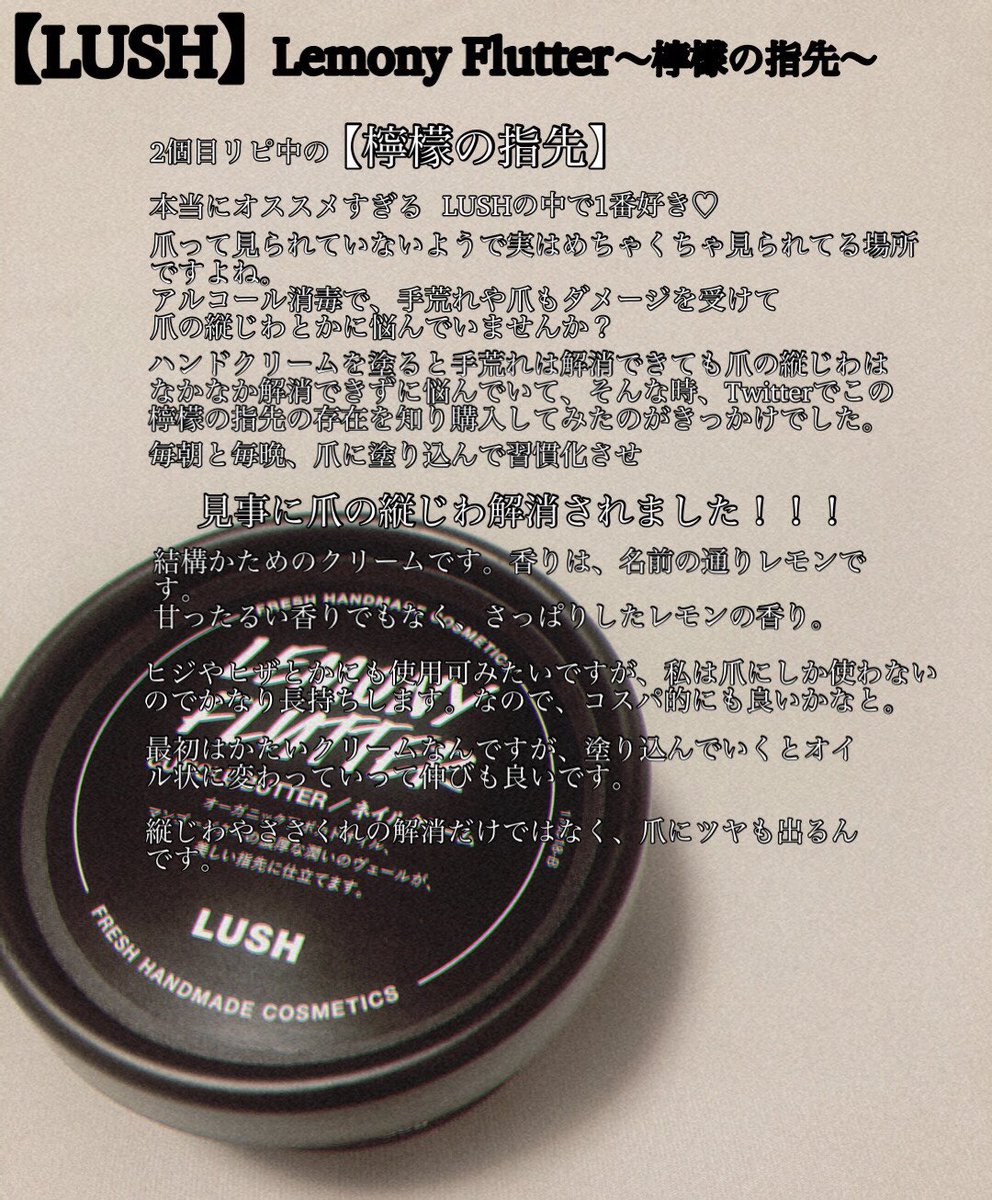 【LUSH】Lemony Flutter～檸檬の指先～
2個目リピ中の【檸檬の指先】
本当にオススメすぎる LUSHの中で1番好き♡
爪って見られていないようで実はめちゃくちゃ見られてる場所
ですよね。
アルコール消毒で、手荒れや爪もダメージを受けて
爪の縦じわとかに悩んでいませんか？
ハンドクリームを塗ると手荒れは解消できても爪の縦じわは
なかなか解消できずに悩んでいて、そんな時、Twitterでこの
檸檬の指先の存在を知り購入してみたのがきっかけでした。
毎朝と毎晩、爪に塗り込んで習慣化させ
見事に爪の縦じわ解消されました！！！
結構かためのクリームです。香りは、名前の通りレモンで
す。
甘ったるい香りでもなく、さっぱりしたレモンの香り。
ヒジやヒザとかにも使用可みたいですが、私は爪にしか使わない
のでかなり長持ちします。なので、コスパ的にも良いかなと。
最初はかたいクリームなんですが、塗り込んでいくとオイ
ル状に変わっていって伸びも良いです。
縦じわやささくれの解消だけではなく、爪にツヤも出るん
です。
FRESH HANDMADE COSMETICS
LEMONY
FLUTTER
美しい指先に仕立てます。
LUSH
FRESH HANDMADE COSMETICS